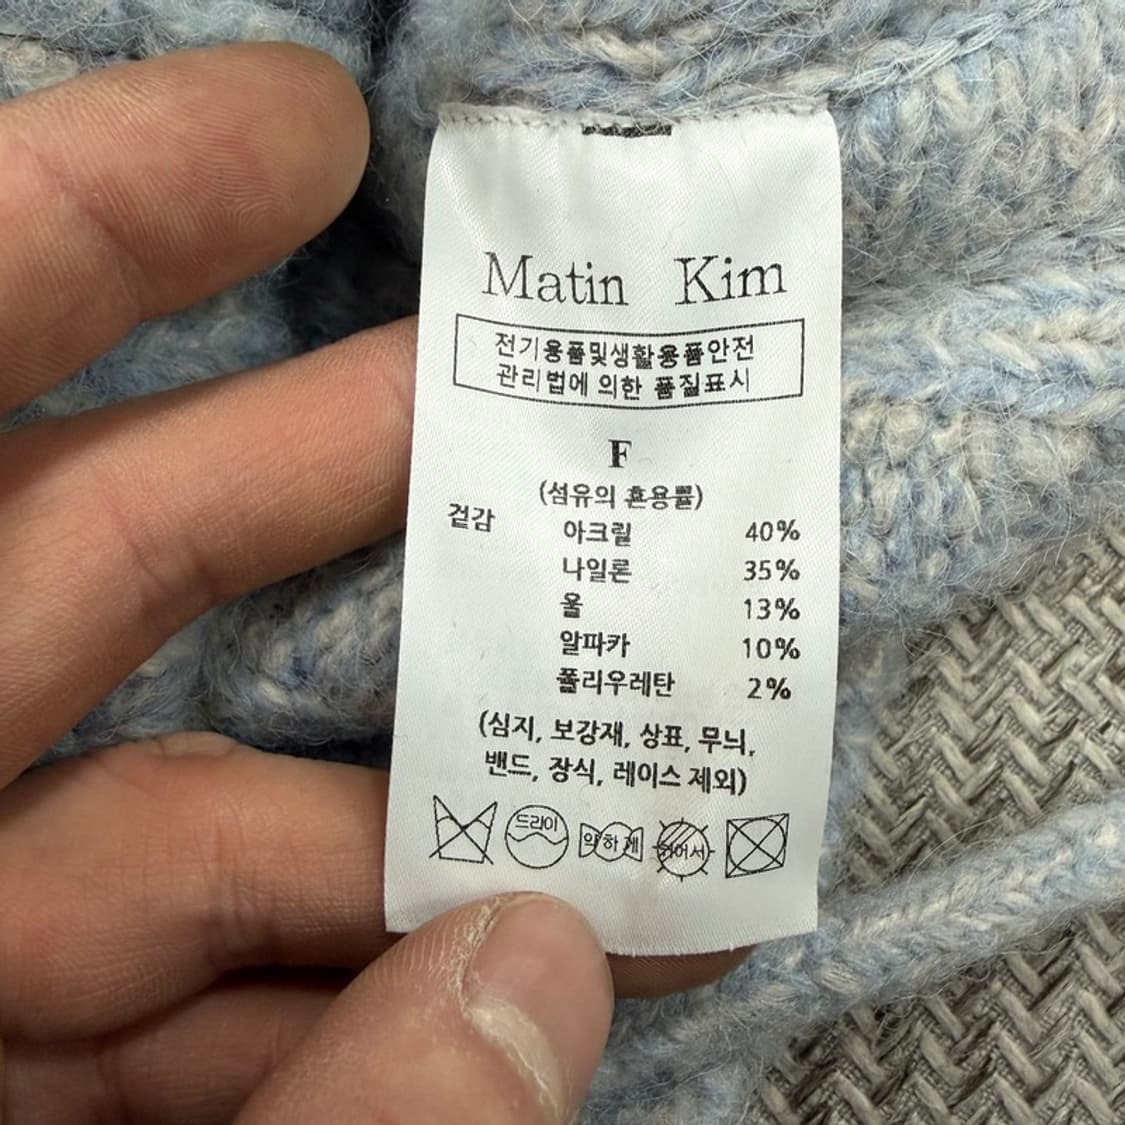 Matin Kim
전기용품및생활용품안전
관리법에 의한 품질표시
F
(섬유의 혼용률)
겉감 아크릴 40%
나일론 35%
울 13%
알파카 10%
폴리우레탄 2%
(심지, 보강재, 상표, 무늬,
밴드, 장식, 레이스 제외)
드라이 약하게 뉘어서